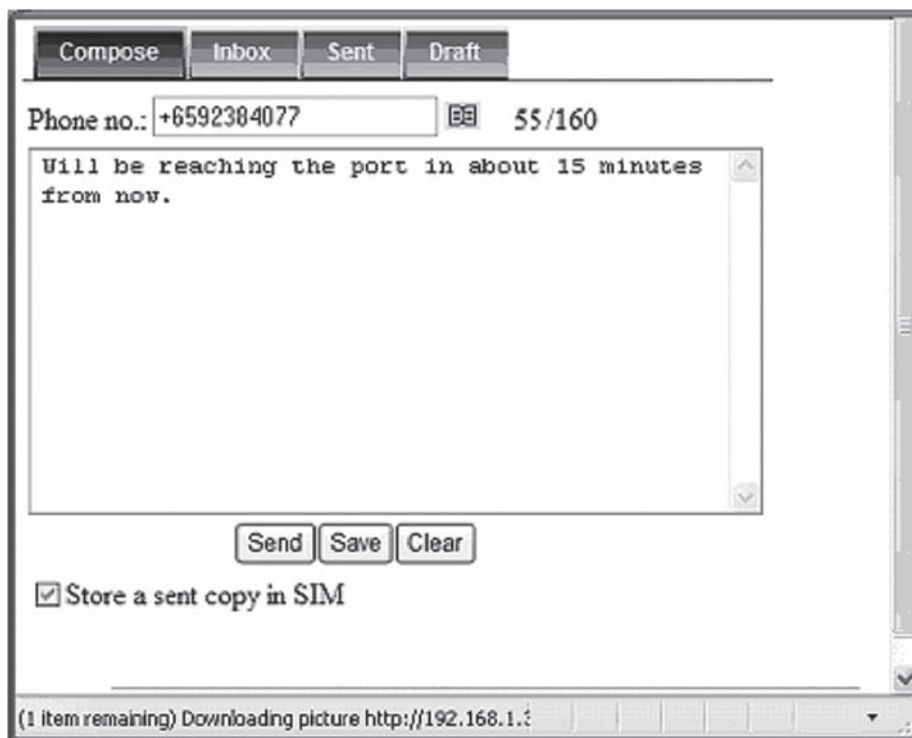 Compose Inbox Sent Draft
Phone no.: +6592384077 55/160
Will be reaching the port in about 15 minutes
from now.
Send Save Clear
Store a sent copy in SIM
(1 item remaining) Downloading picture http://192.168.1.3